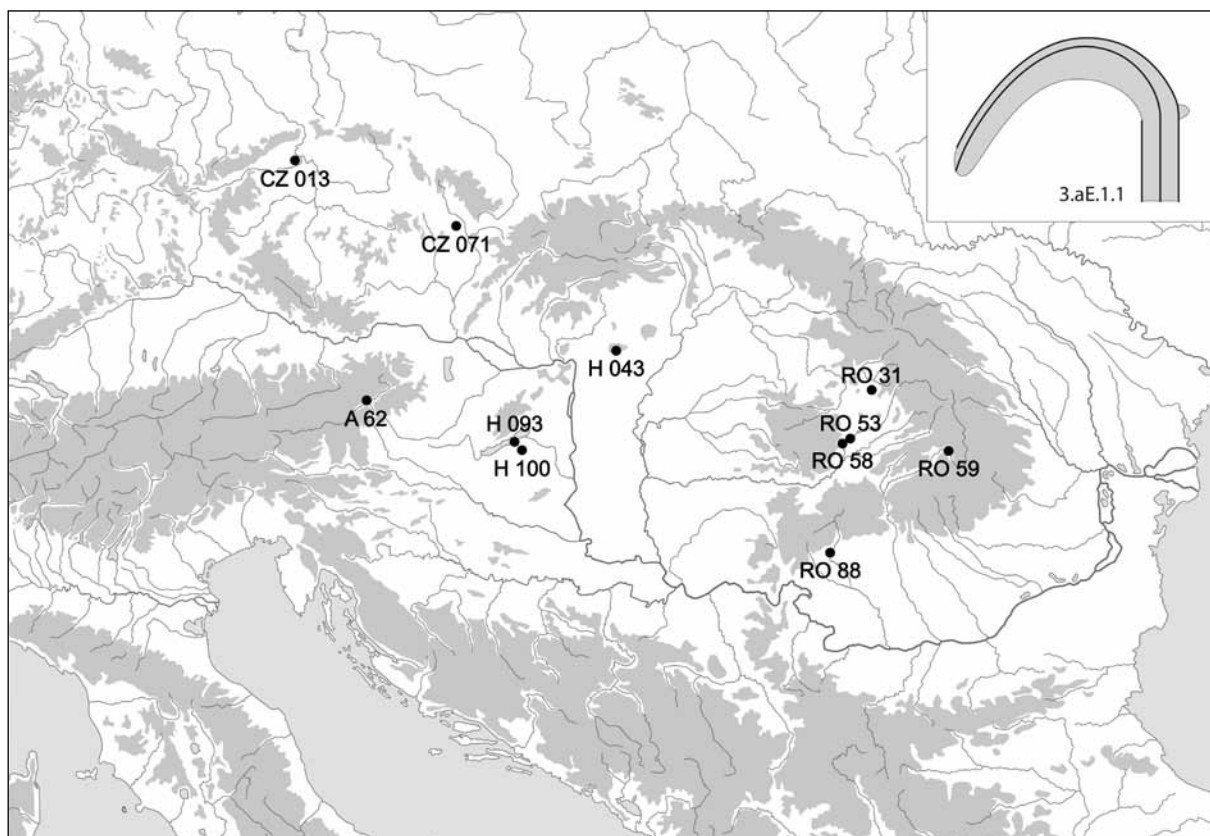 3.aE.1.1
CZ 013
CZ 071
H 043
RO 31
A 62
H 093
RO 53
H 100
RO 58
RO 59
RO 88